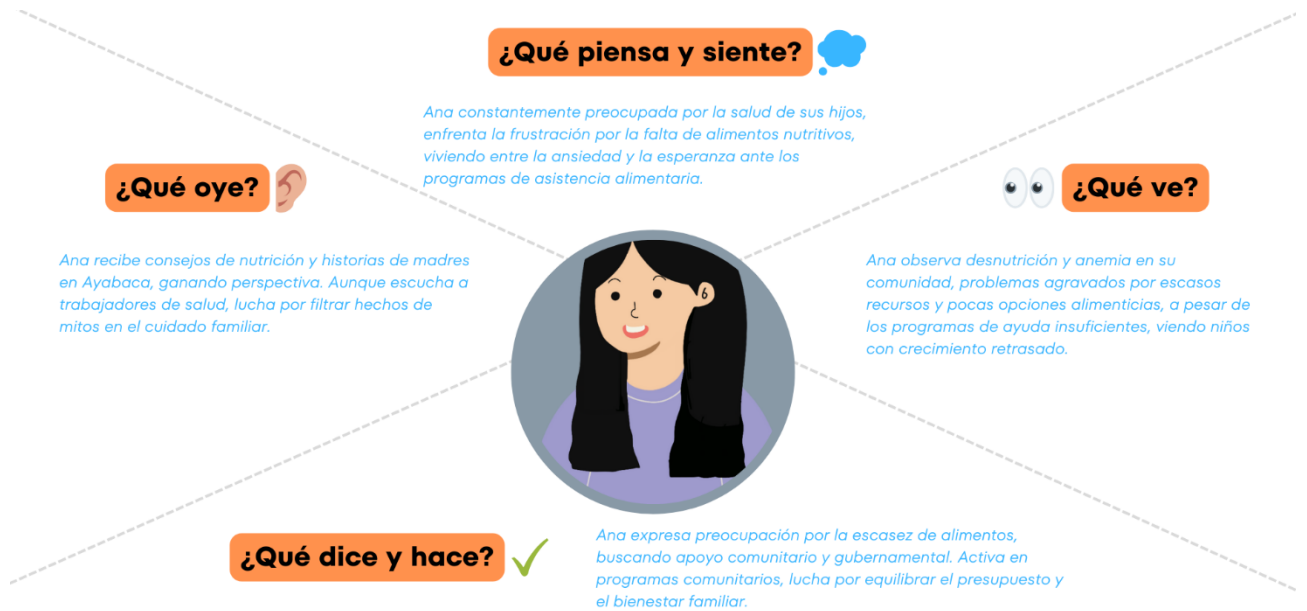 ¿Qué piensa y siente?
Ana constantemente preocupada por la salud de sus hijos,
enfrenta la frustración por la falta de alimentos nutritivos,
viviendo entre la ansiedad y la esperanza ante los
programas de asistencia alimentaria.
¿Qué oye?
Ana recibe consejos de nutrición y historias de madres
en Ayabaca, ganando perspectiva. Aunque escucha a
trabajadores de salud, lucha por filtrar hechos de
mitos en el cuidado familiar.
¿Qué ve?
Ana observa desnutrición y anemia en su
comunidad, problemas agravados por escasos
recursos y pocas opciones alimenticias, a pesar de
los programas de ayuda insuficientes, viendo niños
con crecimiento retrasado.
¿Qué dice y hace?
Ana expresa preocupación por la escasez de alimentos,
buscando apoyo comunitario y gubernamental. Activa en
programas comunitarios, lucha por equilibrar el presupuesto y
el bienestar familiar.